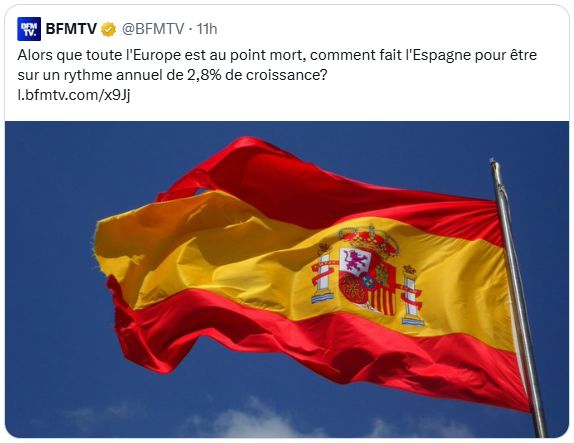 BFM
TV.
BFMTV @BFMTV · 11h
Alors que toute l'Europe est au point mort, comment fait l'Espagne pour être
sur un rythme annuel de 2,8% de croissance?
l.bfmtv.com/x9Jj